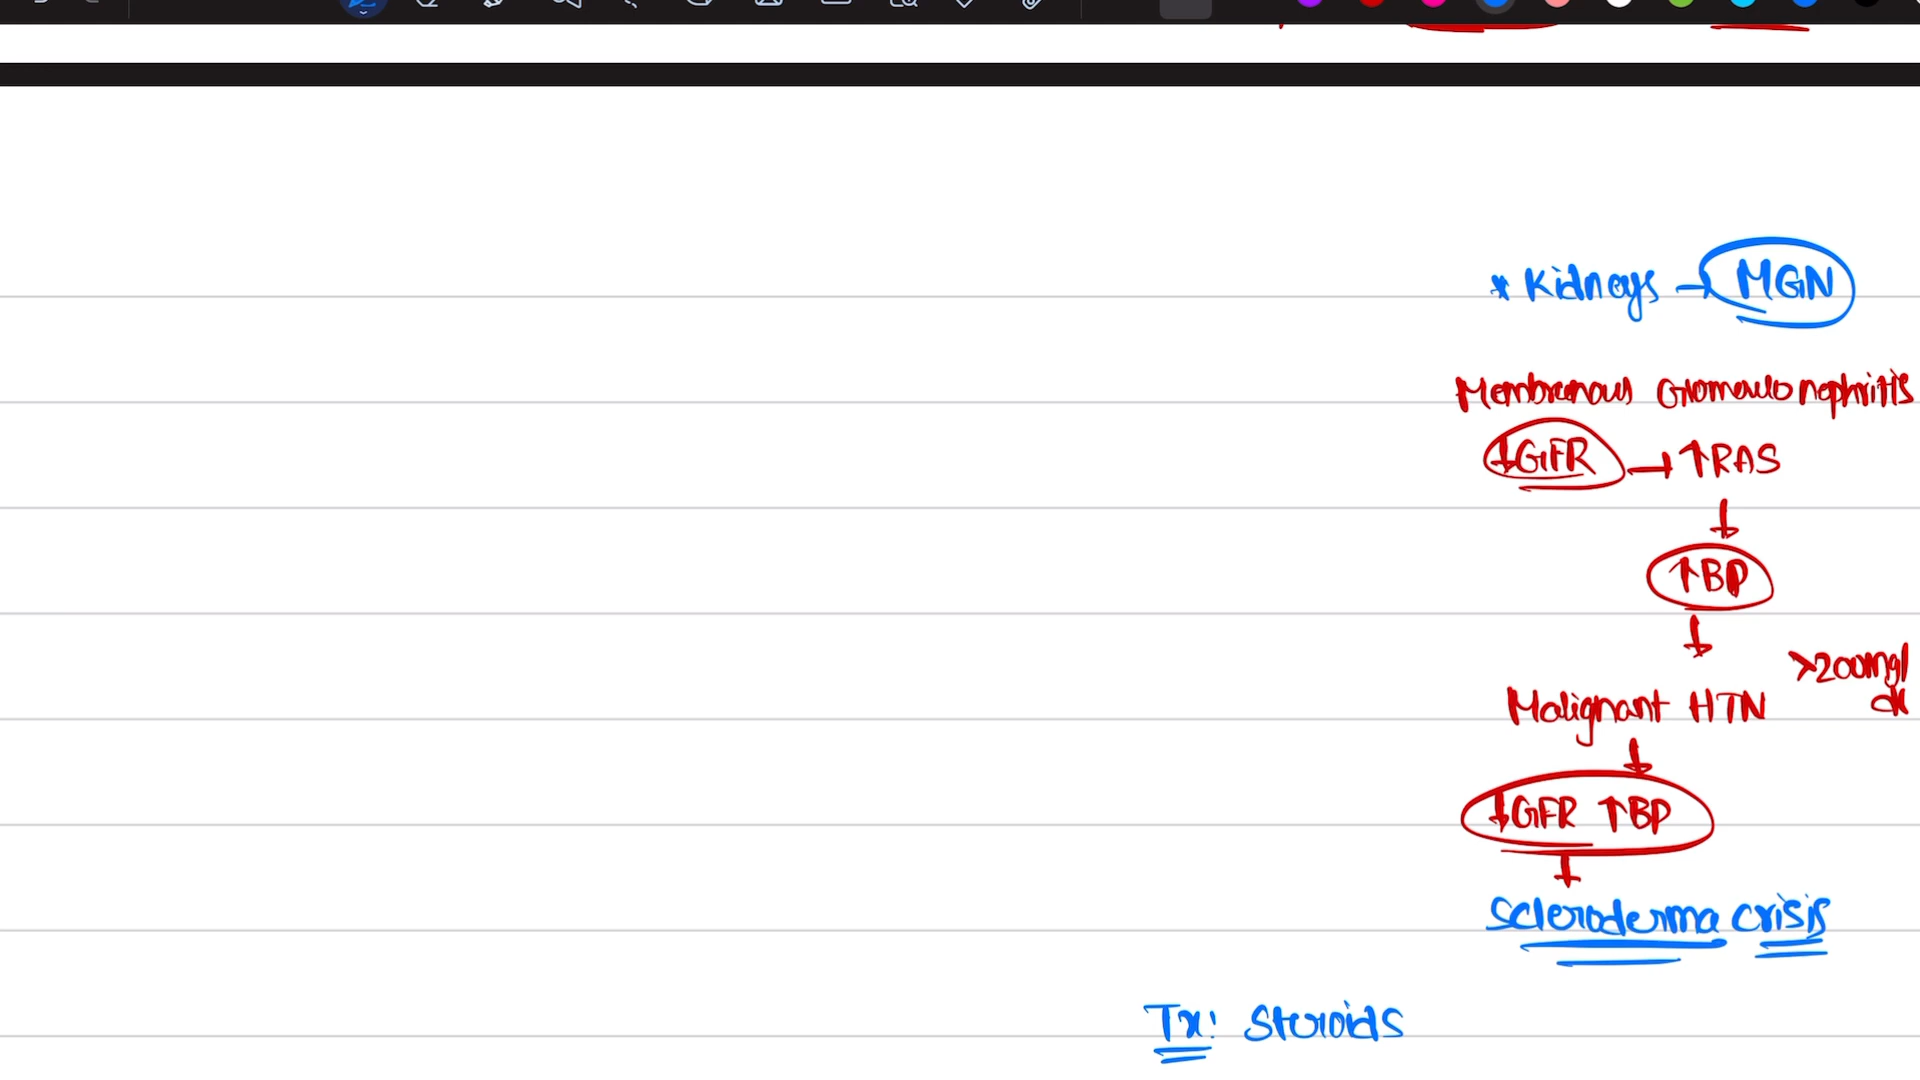 * Kidneys → MGN
Membranous Glomerulonephritis
↓GFR → ↑RAS
↓
↑BP
↓
>200mg/
dl
Malignant HTN
↓
↓GFR ↑BP
↓
Scleroderma crisis
Tx: Steroids